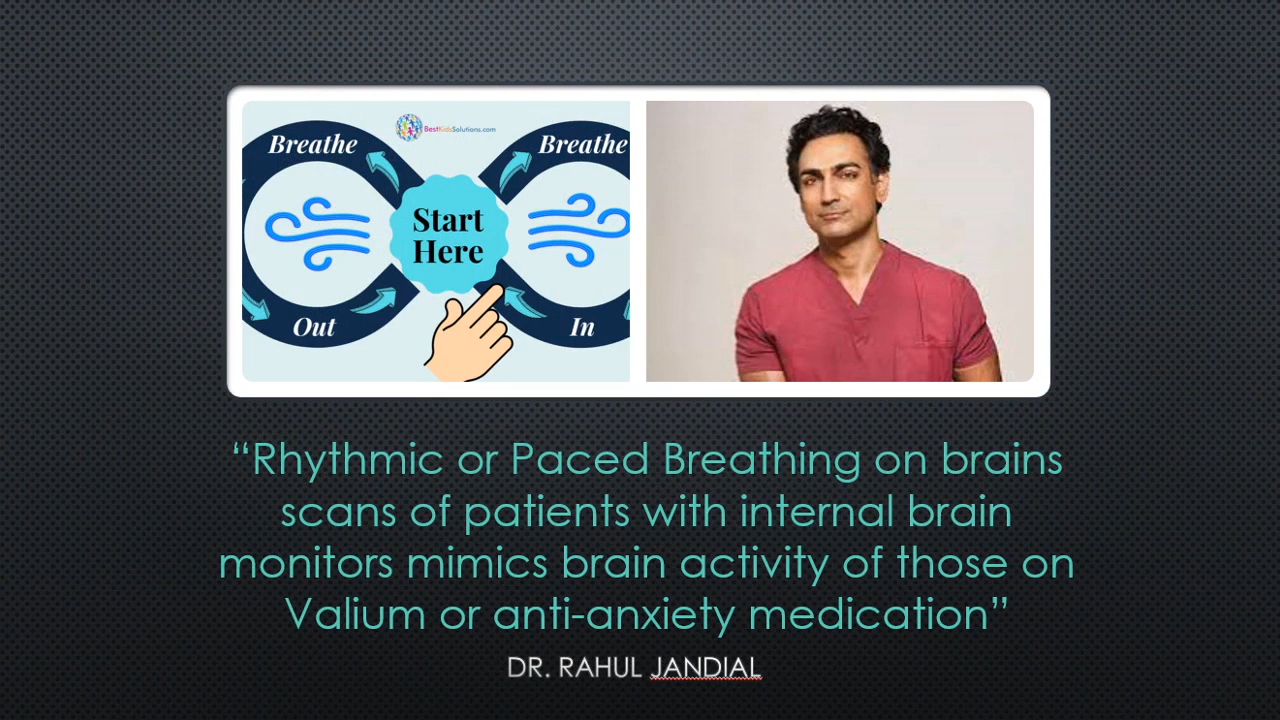 BestKidsSolutions.com
Breathe
Breathe
Start
Here
Out
In
“Rhythmic or Paced Breathing on brains
scans of patients with internal brain
monitors mimics brain activity of those on
Valium or anti-anxiety medication”
DR. RAHUL JANDIAL